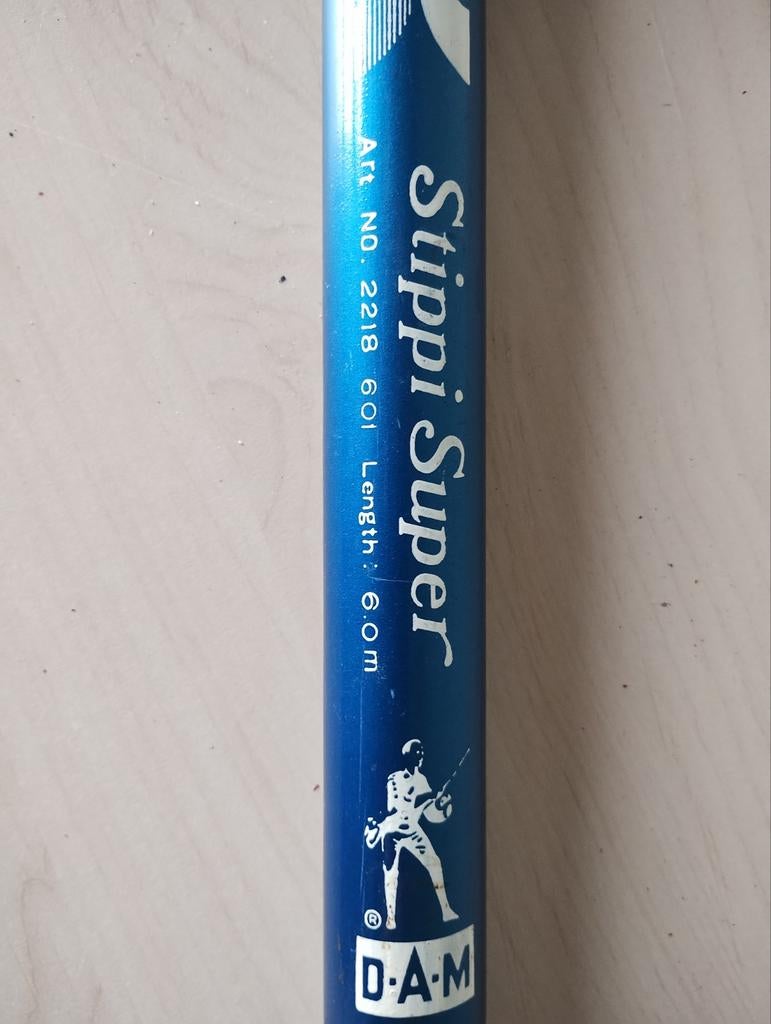 Stippi Super
Art NO. 2218 601 Length: 6.0m
®
D·A·M